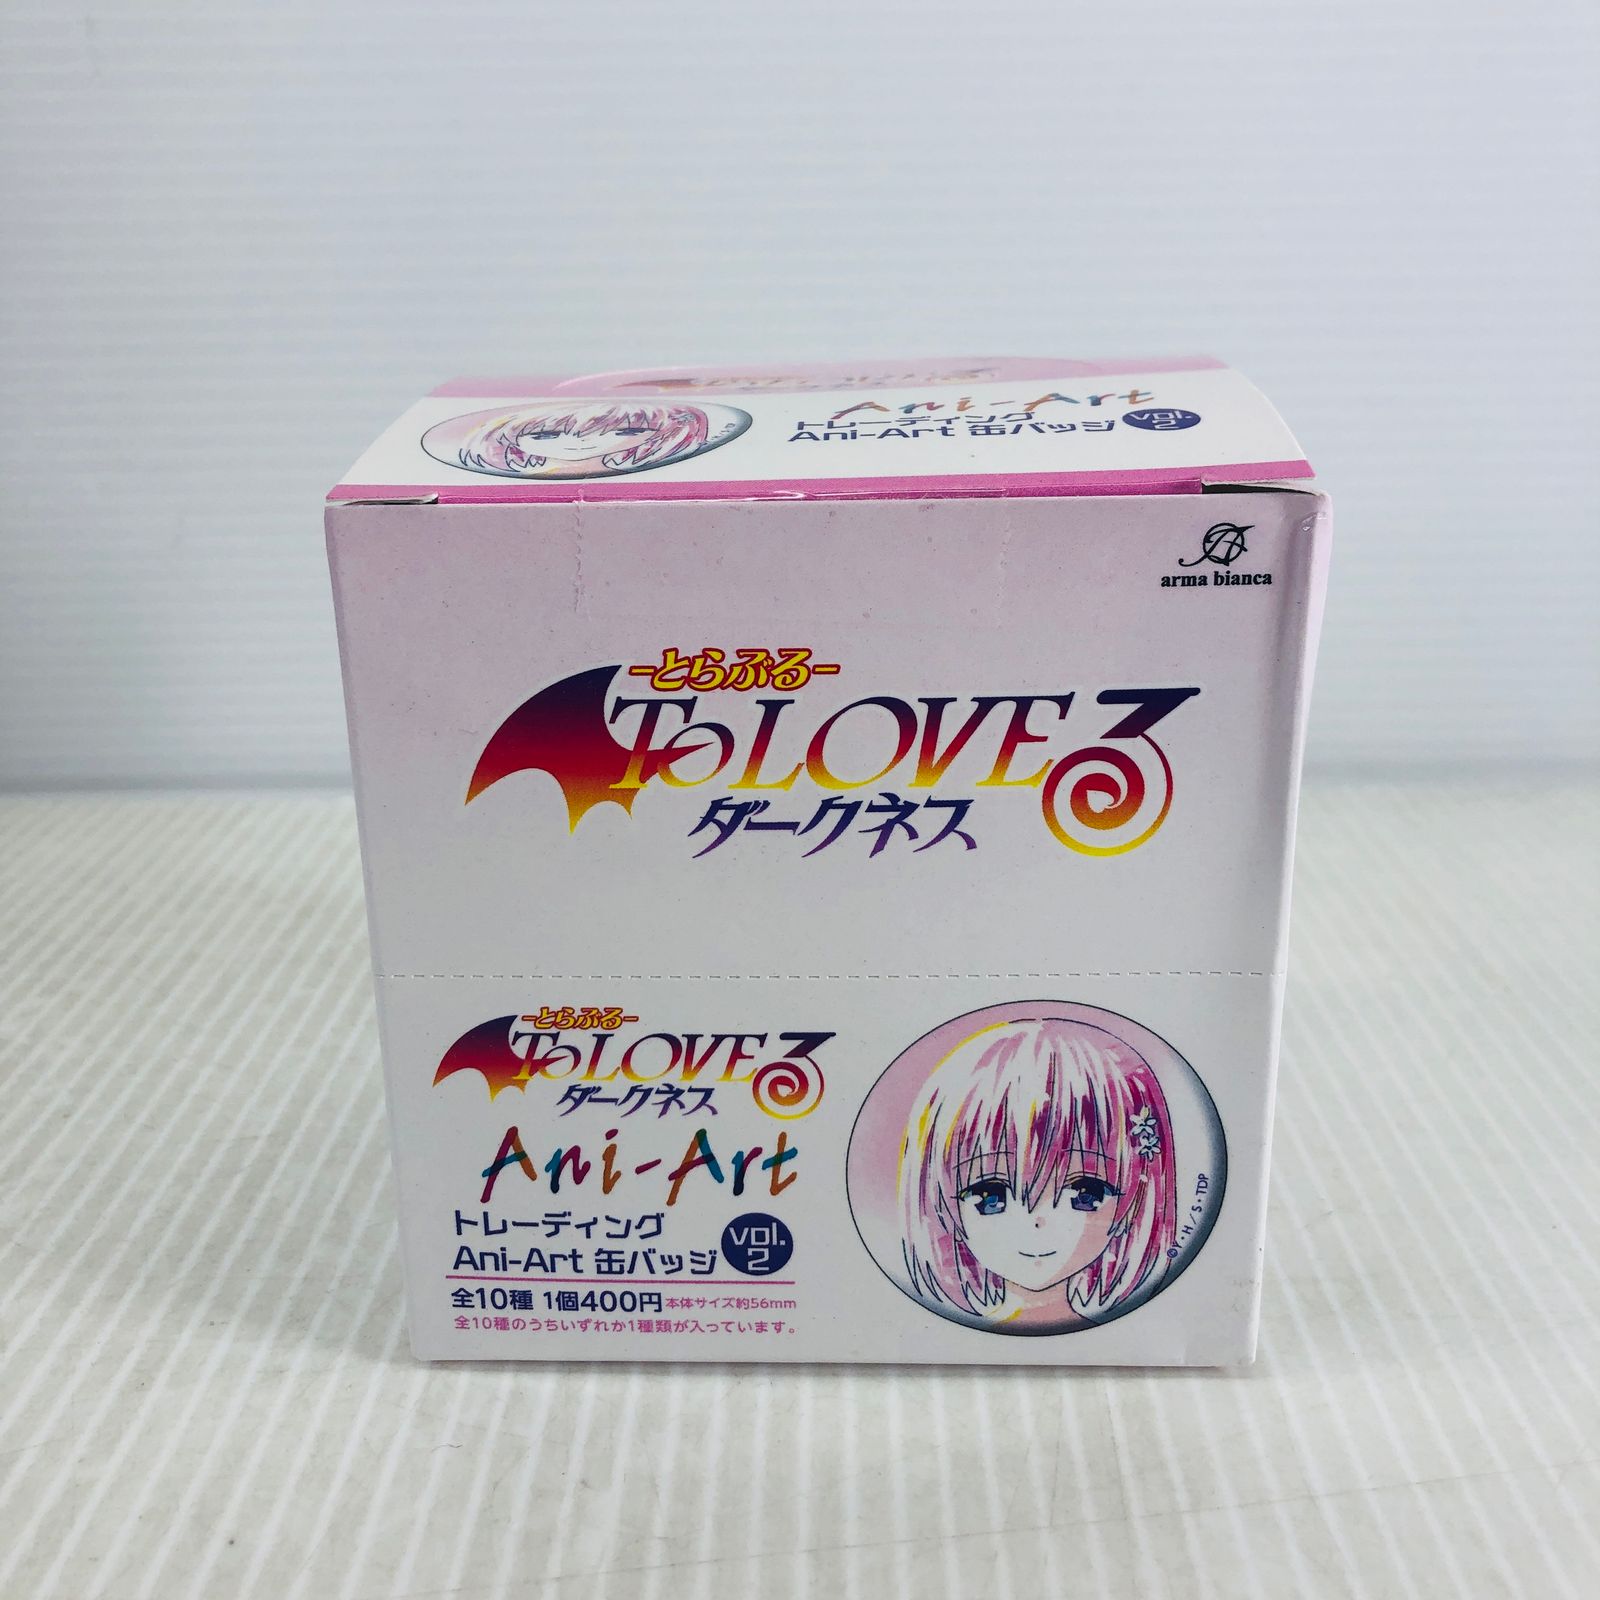 Ani-Art
トレーディング
Ani-Art 缶バッジ vol.2
arma bianca
-とらぶる-
To LOVEる
ダークネス
-とらぶる-
To LOVEる
ダークネス
Ani-Art
トレーディング
Ani-Art 缶バッジ vol.2
全10種 1個400円 本体サイズ約56mm
全10種のうちいずれか1種類が入っています。
©Y・H/S・TDP